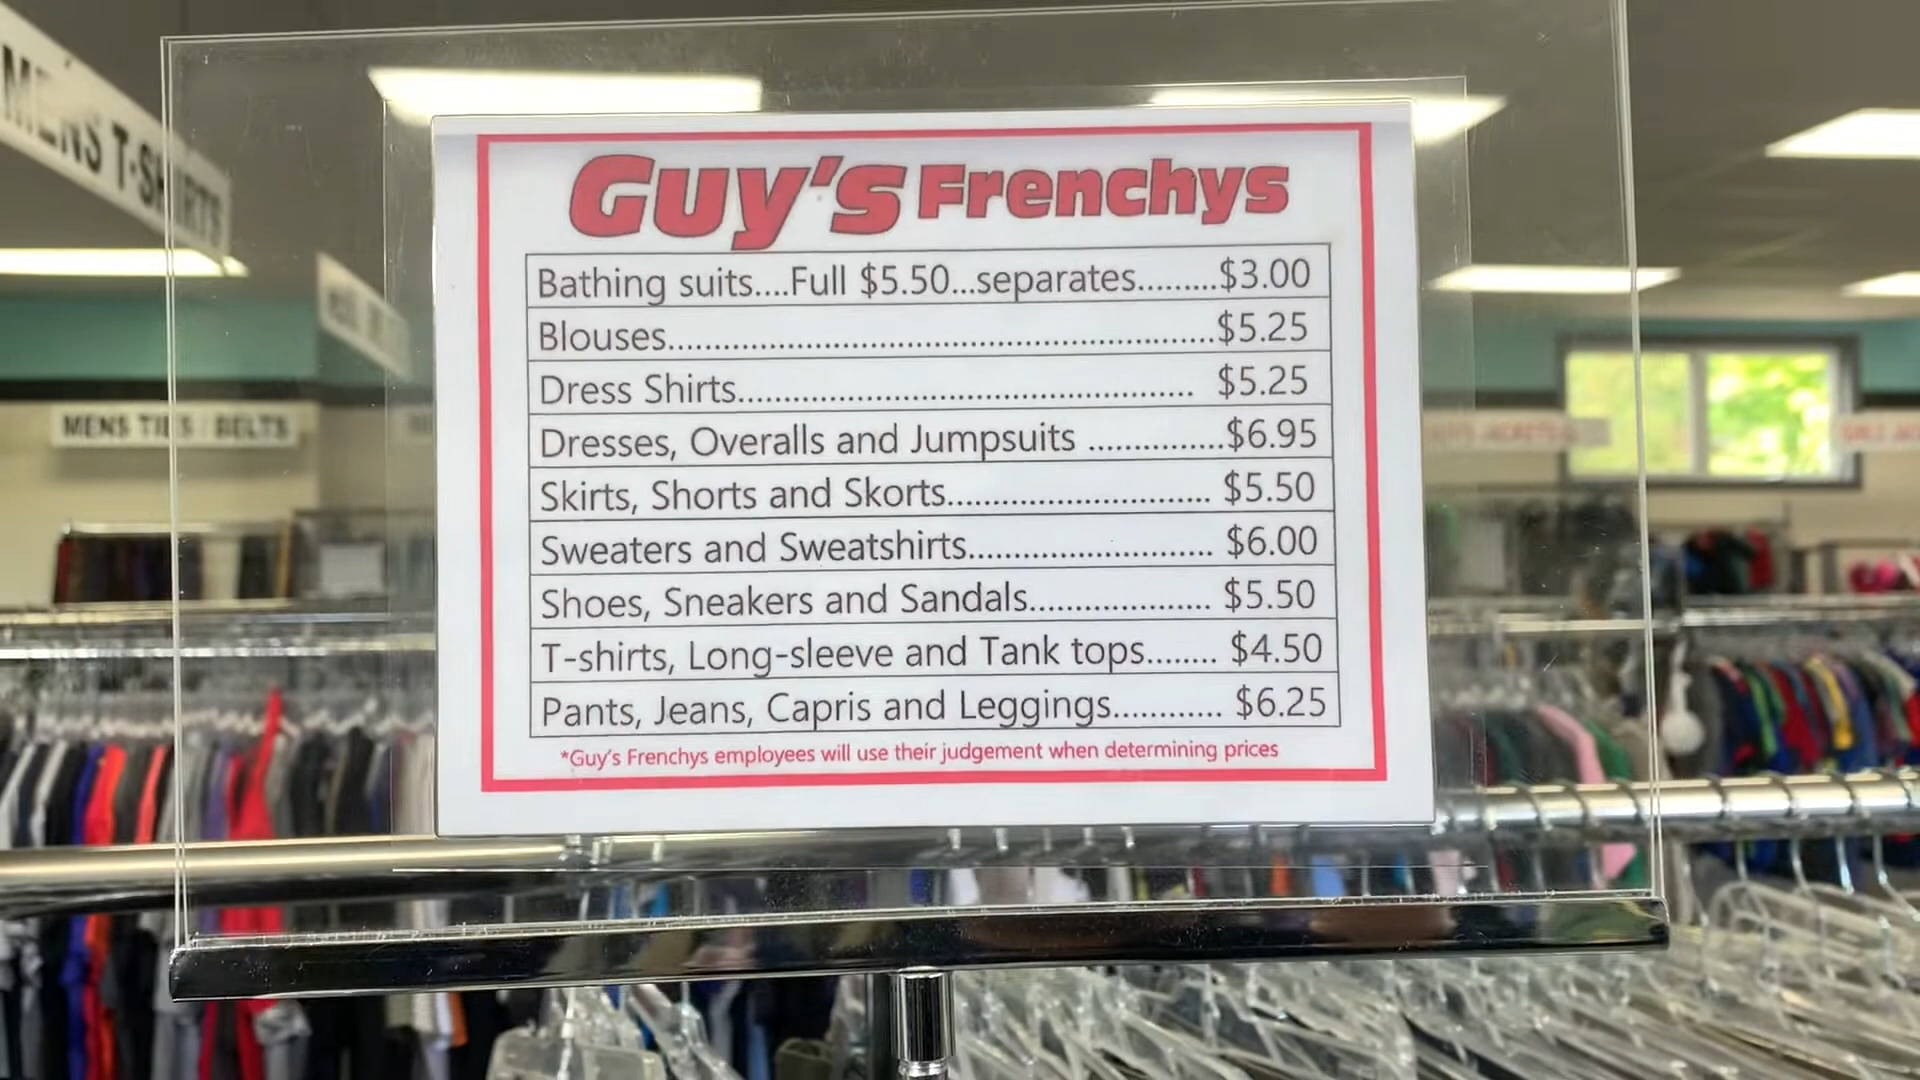 MENS T-SHIRTS
MENS TIES / BELTS
Guy's Frenchys
Bathing suits....Full $5.50...separates.........$3.00
Blouses..................................................................$5.25
Dress Shirts....................................................... $5.25
Dresses, Overalls and Jumpsuits ................$6.95
Skirts, Shorts and Skorts................................ $5.50
Sweaters and Sweatshirts.............................. $6.00
Shoes, Sneakers and Sandals...................... $5.50
T-shirts, Long-sleeve and Tank tops........ $4.50
Pants, Jeans, Capris and Leggings............ $6.25
*Guy's Frenchys employees will use their judgement when determining prices